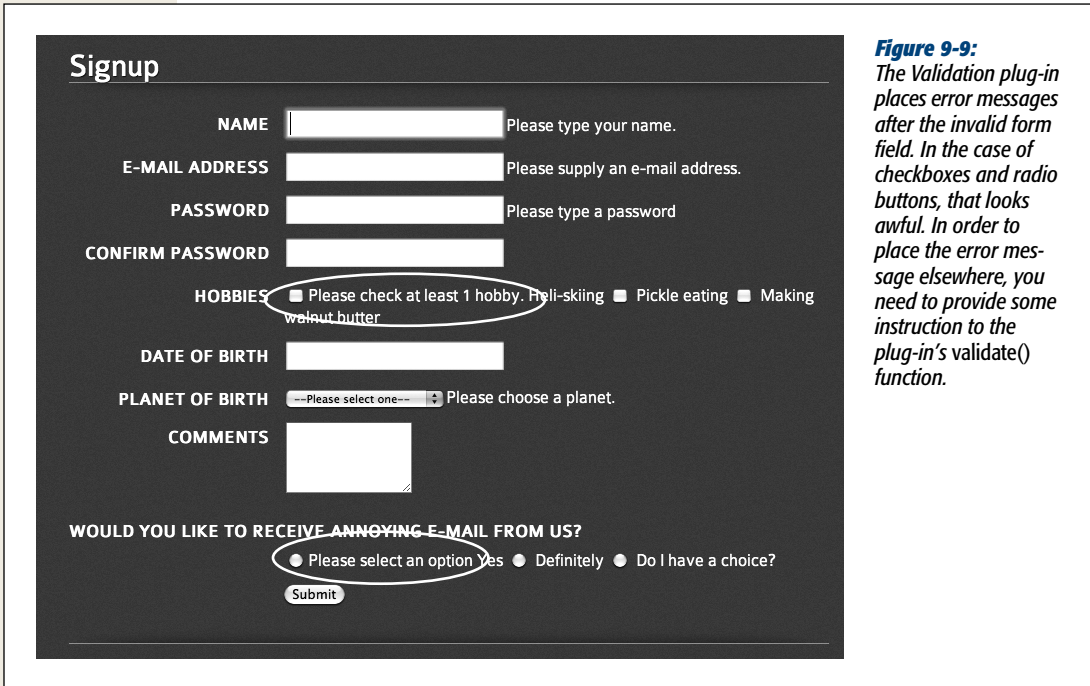 Signup
NAME Please type your name.
E-MAIL ADDRESS Please supply an e-mail address.
PASSWORD Please type a password
CONFIRM PASSWORD
HOBBIES Please check at least 1 hobby. Heli-skiing Pickle eating Making
walnut butter
DATE OF BIRTH
PLANET OF BIRTH --Please select one-- Please choose a planet.
COMMENTS
WOULD YOU LIKE TO RECEIVE ANNOYING E-MAIL FROM US?
Please select an option Yes Definitely Do I have a choice?
Submit
Figure 9-9:
The Validation plug-in
places error messages
after the invalid form
field. In the case of
checkboxes and radio
buttons, that looks
awful. In order to
place the error mes-
sage elsewhere, you
need to provide some
instruction to the
plug-in's validate()
function.